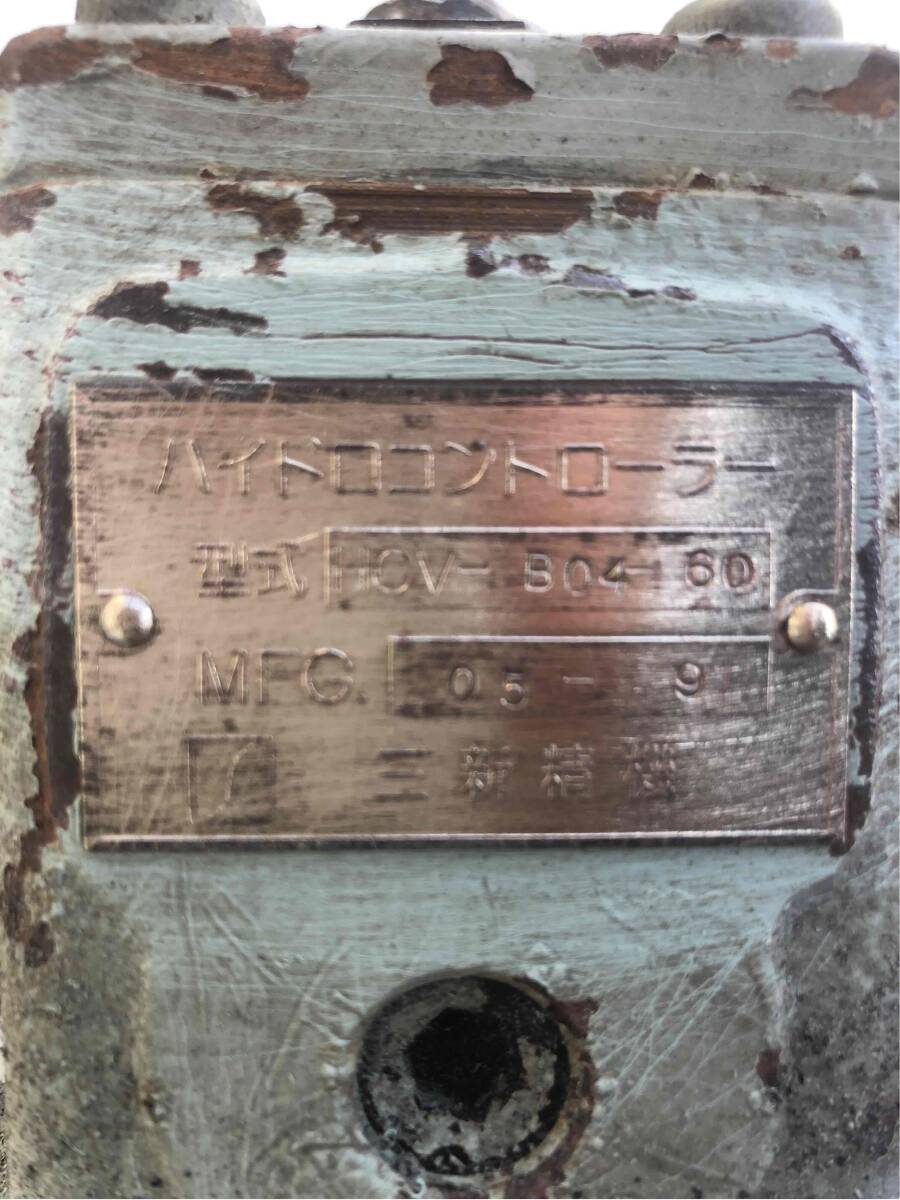 ハイドロコントローラー
型式 HCV- B04-60
MFG. 05 - 9
三新精機